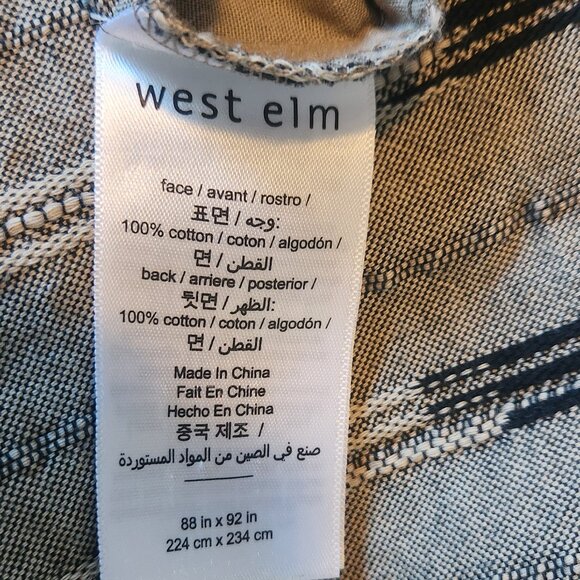 west elm
face / avant / rostro /
표면 / وجه:
100% cotton / coton / algodón /
면 / القطن
back / arriere / posterior /
뒷면 / الظهر:
100% cotton / coton / algodón /
면 / القطن
Made In China
Fait En Chine
Hecho En China
중국 제조 /
صنع في الصين من المواد المستوردة
88 in x 92 in
224 cm x 234 cm